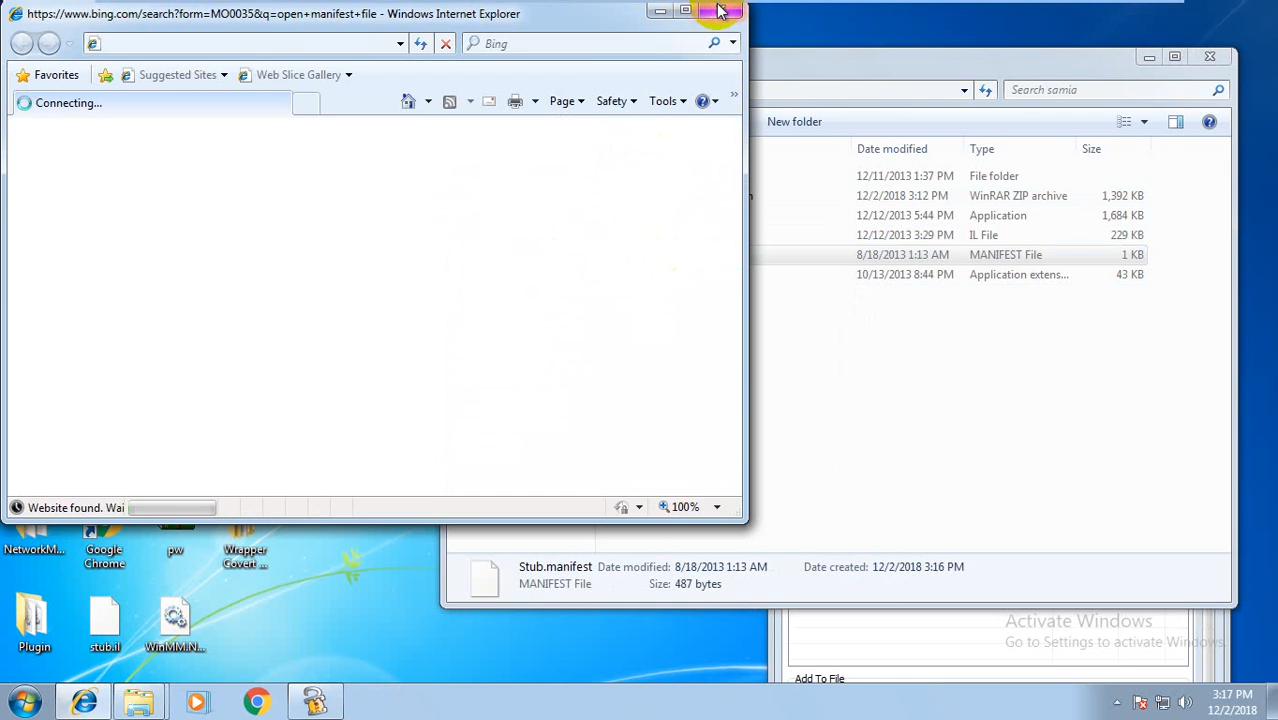 https://www.bing.com/search?form=MO0035&q=open+manifest+file - Windows Internet Explorer
Bing
Favorites
Suggested Sites
Web Slice Gallery
Connecting...
Page
Safety
Tools
Search samia
New folder
Date modified
Type
Size
12/11/2013 1:37 PM
File folder
12/2/2018 3:12 PM
WinRAR ZIP archive
1,392 KB
12/12/2013 5:44 PM
Application
1,684 KB
12/12/2013 3:29 PM
IL File
229 KB
8/18/2013 1:13 AM
MANIFEST File
1 KB
10/13/2013 8:44 PM
Application extens...
43 KB
Website found. Wai
100%
Stub.manifest
Date modified: 8/18/2013 1:13 AM
Date created: 12/2/2018 3:16 PM
MANIFEST File
Size: 487 bytes
NetworkM...
Google Chrome
pw
Wrapper Govert ...
Plugin
stub.il
WinMM.N...
Activate Windows
Go to Settings to activate Windows.
Add To File
3:17 PM
12/2/2018